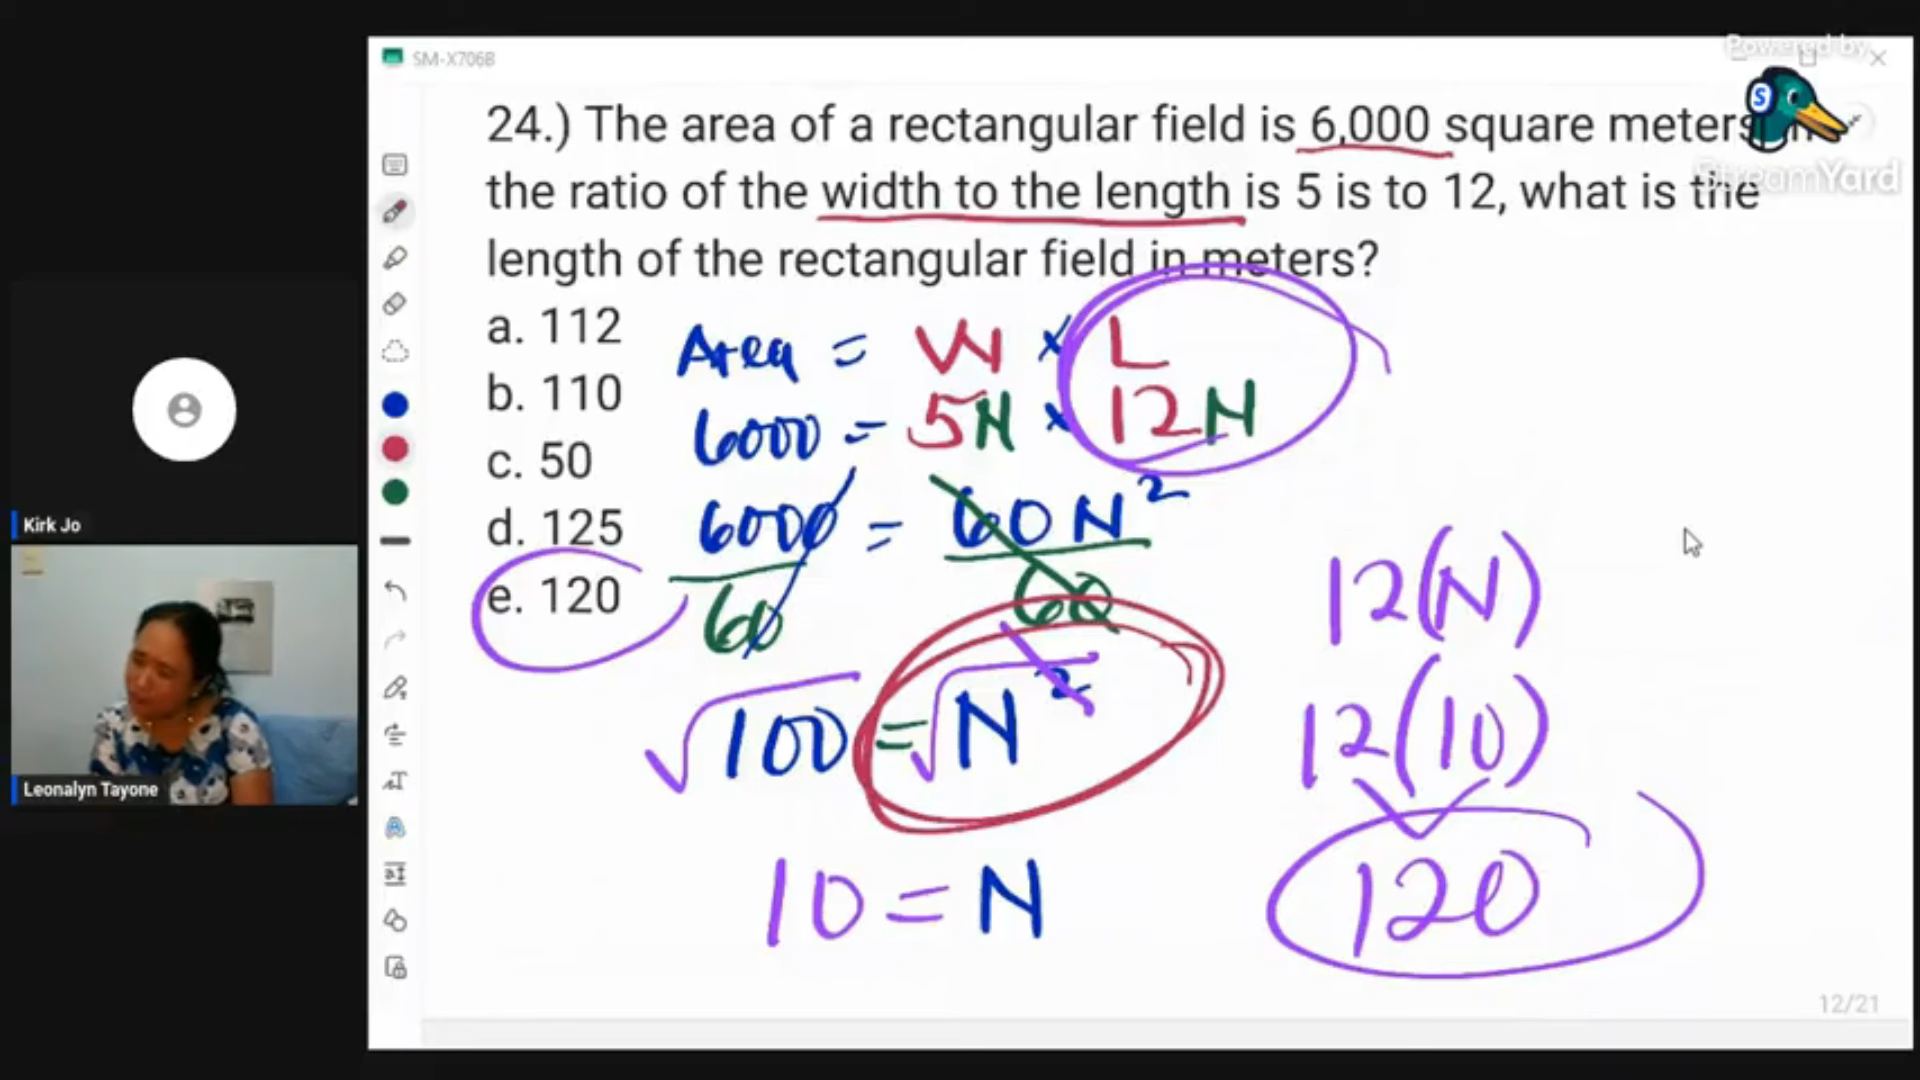 SM-X706B
Powered by
StreamYard
24.) The area of a rectangular field is 6,000 square meters
the ratio of the width to the length is 5 is to 12, what is the
length of the rectangular field in meters?
a. 112
b. 110
c. 50
d. 125
e. 120
Area = W x L
6000 = 5N x 12N
6000 = 60N²
60 60
√100 = √N²
10 = N
12(N)
12(10)
120
Kirk Jo
Leonalyn Tayone
12/21